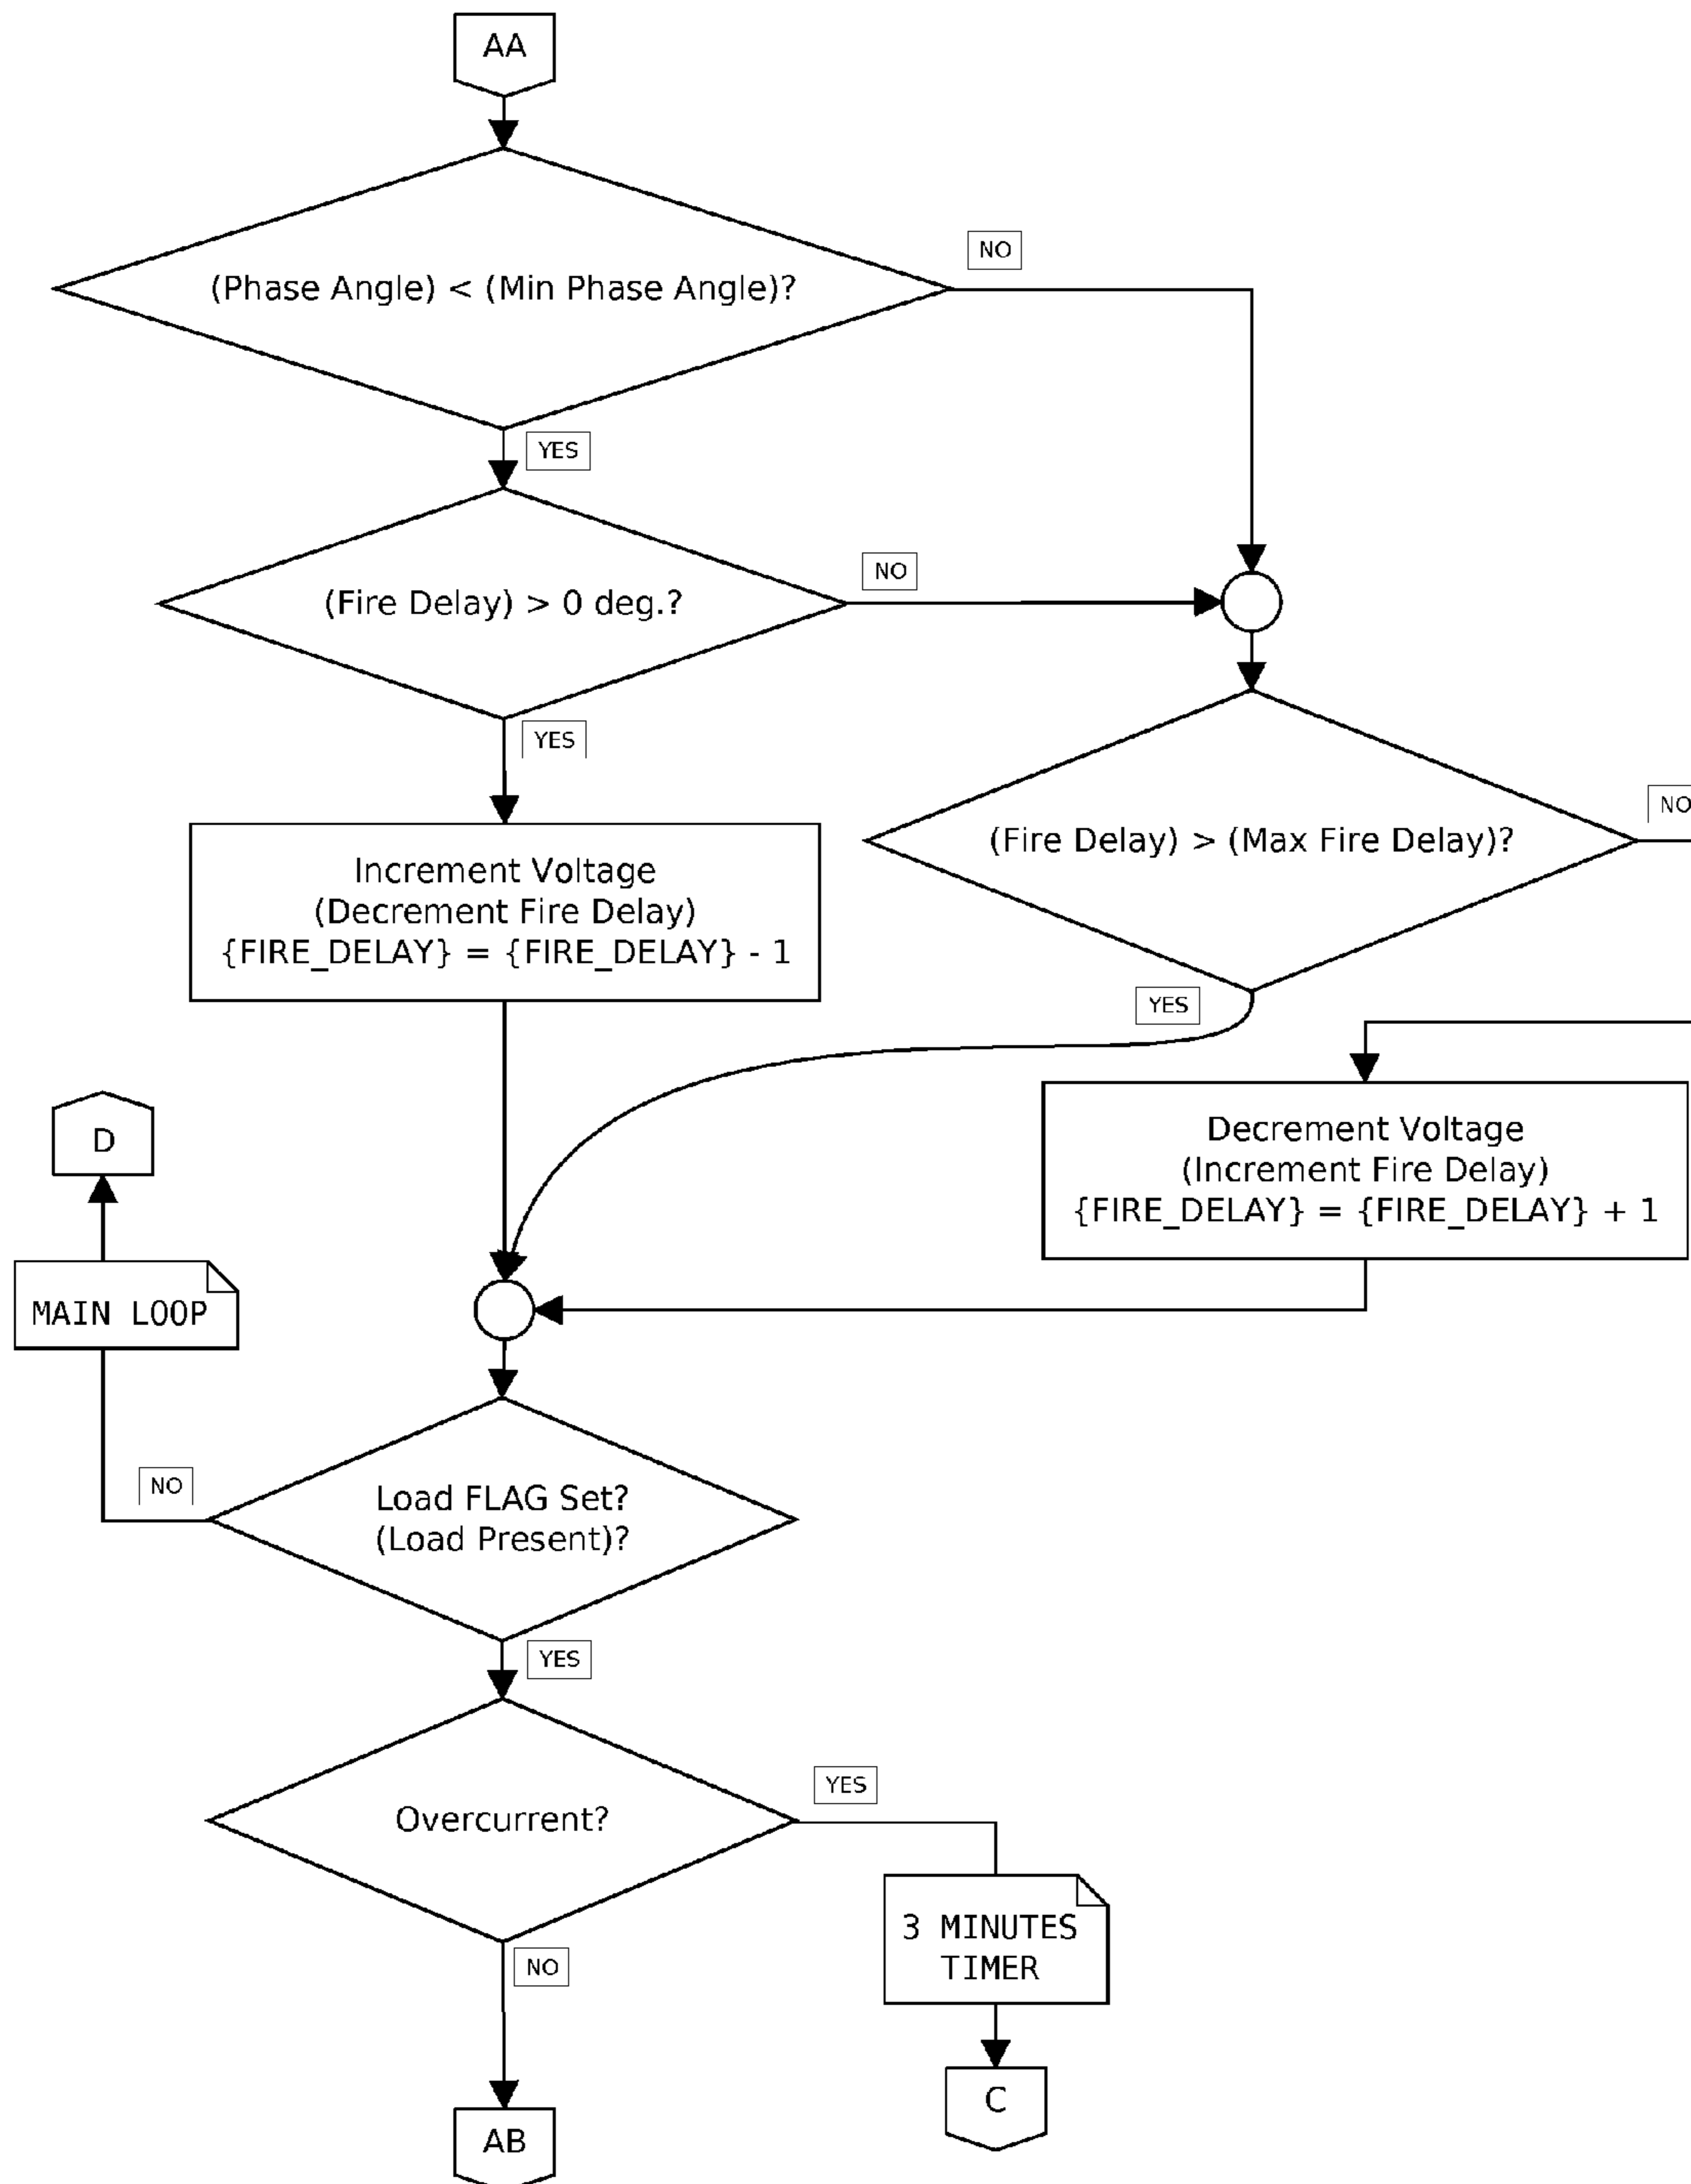 AA
(Phase Angle) < (Min Phase Angle)?
NO
YES
(Fire Delay) > 0 deg.?
NO
YES
(Fire Delay) > (Max Fire Delay)?
NO
YES
Increment Voltage
(Decrement Fire Delay)
{FIRE_DELAY} = {FIRE_DELAY} - 1
Decrement Voltage
(Increment Fire Delay)
{FIRE_DELAY} = {FIRE_DELAY} + 1
D
MAIN LOOP
NO
Load FLAG Set?
(Load Present)?
YES
Overcurrent?
YES
3 MINUTES
TIMER
NO
C
AB